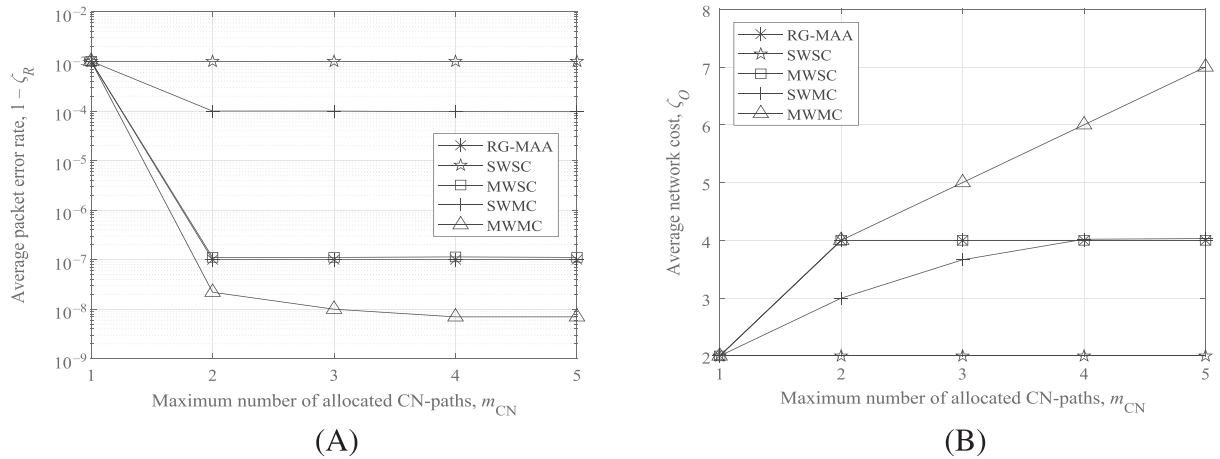 10−2
10−3
10−4
10−5
10−6
10−7
10−8
10−9
Average packet error rate, 1 − ζR
RG-MAA
SWSC
MWSC
SWMC
MWMC
1 2 3 4 5
Maximum number of allocated CN-paths, mCN
(A)
8
7
6
5
4
3
2
Average network cost, ζO
RG-MAA
SWSC
MWSC
SWMC
MWMC
1 2 3 4 5
Maximum number of allocated CN-paths, mCN
(B)